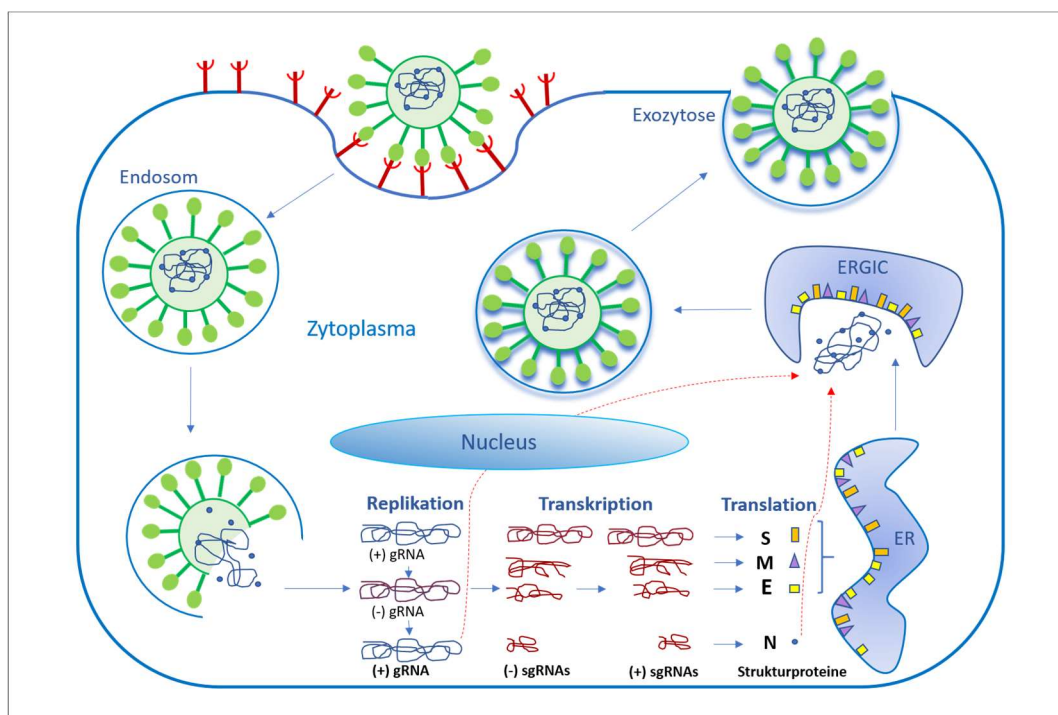 Exozytose
Endosom
ERGIC
Zytoplasma
Nucleus
Replikation
Transkription
Translation
(+) gRNA
(-) gRNA
(+) gRNA
(-) sgRNAs
(+) sgRNAs
S
M
E
N
Strukturproteine
ER